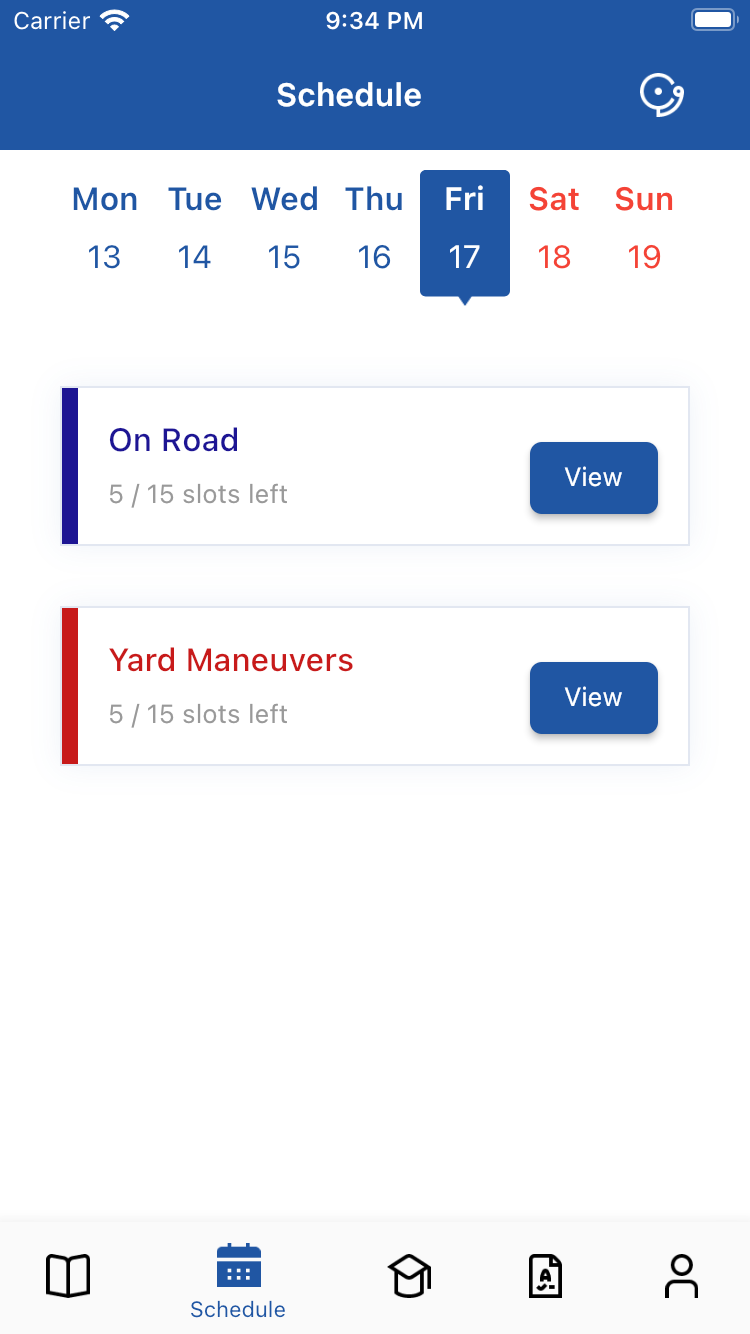 Carrier 9:34 PM
Schedule
Mon Tue Wed Thu Fri Sat Sun
13 14 15 16 17 18 19
On Road
5 / 15 slots left
View
Yard Maneuvers
5 / 15 slots left
View
A
Schedule